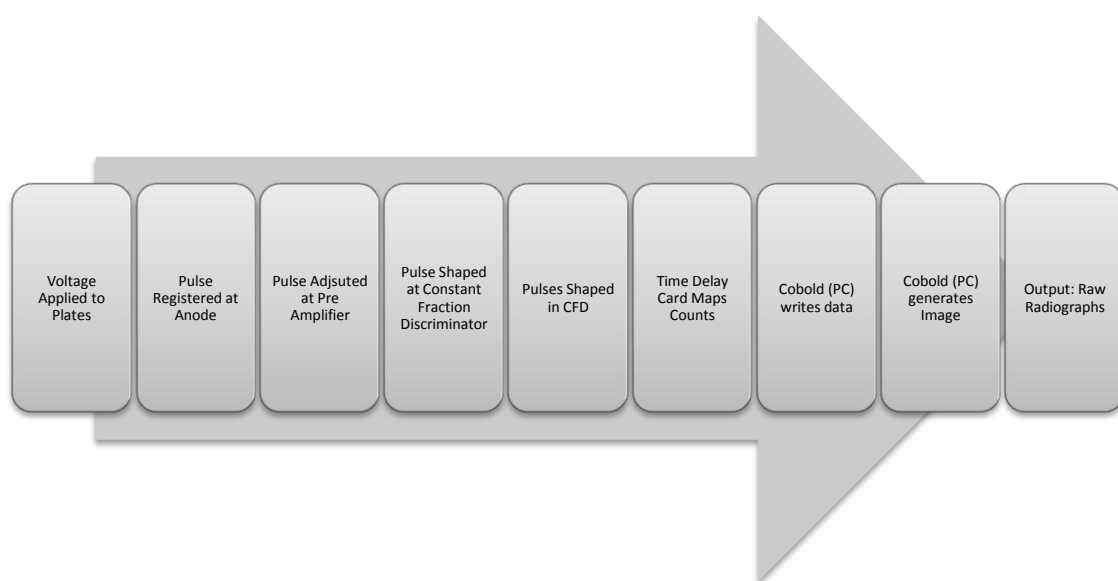 Voltage
Applied to
Plates
Pulse
Registered at
Anode
Pulse Adjsuted
at Pre
Amplifier
Pulse Shaped
at Constant
Fraction
Discriminator
Pulses Shaped
in CFD
Time Delay
Card Maps
Counts
Cobold (PC)
writes data
Cobold (PC)
generates
Image
Output: Raw
Radiographs